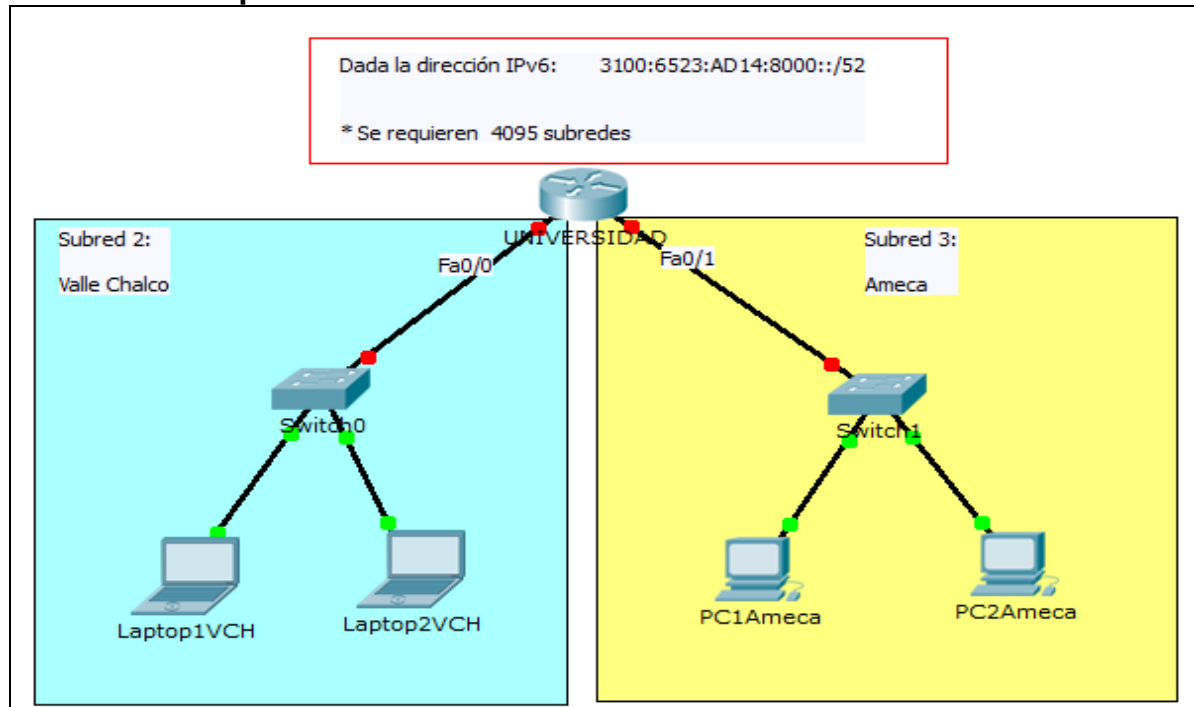 Dada la dirección IPv6: 3100:6523:AD14:8000::/52
* Se requieren 4095 subredes
UNIVERSIDAD
Subred 2:
Valle Chalco
Fa0/0
Fa0/1
Subred 3:
Ameca
Switch0
Switch1
Laptop1VCH
Laptop2VCH
PC1Ameca
PC2Ameca